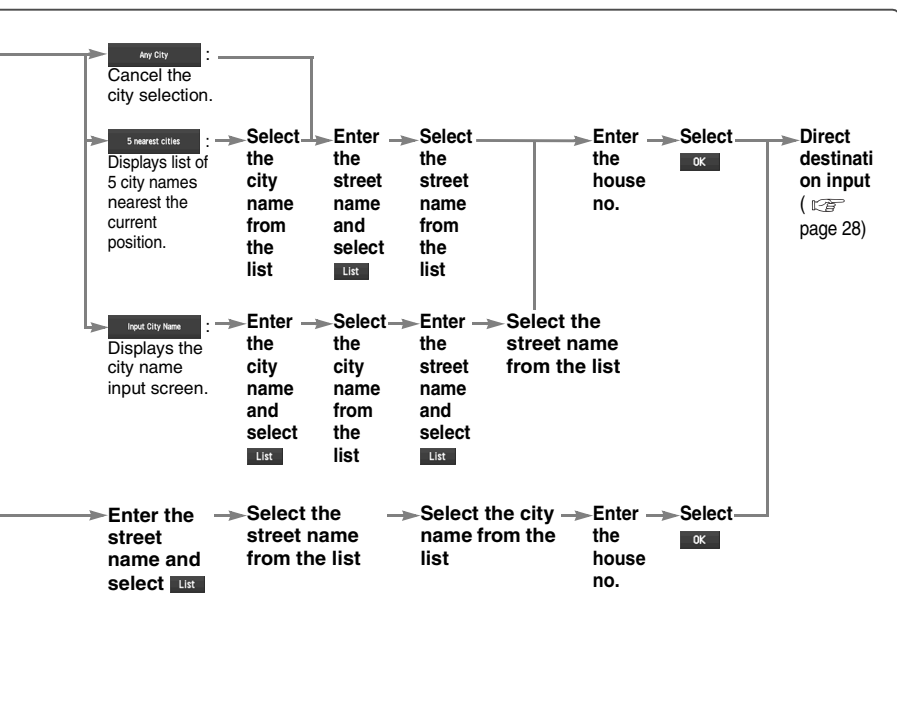 Any City :
Cancel the
city selection.
5 nearest cities :
Displays list of
5 city names
nearest the
current
position.
Select
the
city
name
from
the
list
Enter
the
street
name
and
select
List
Select
the
street
name
from
the
list
Enter
the
house
no.
Select
OK
Direct
destinati
on input
(
page 28)
Input City Name :
Displays the
city name
input screen.
Enter
the
city
name
and
select
List
Select
the
city
name
from
the
list
Enter
the
street
name
and
select
List
Select the
street name
from the list
Enter the
street
name and
select List
Select the
street name
from the list
Select the city
name from the
list
Enter
the
house
no.
Select
OK